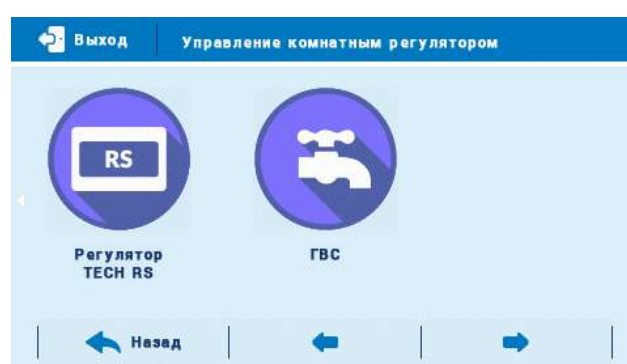 Выход
Управление комнатным регулятором
RS
Регулятор
TECH RS
ГВС
Назад